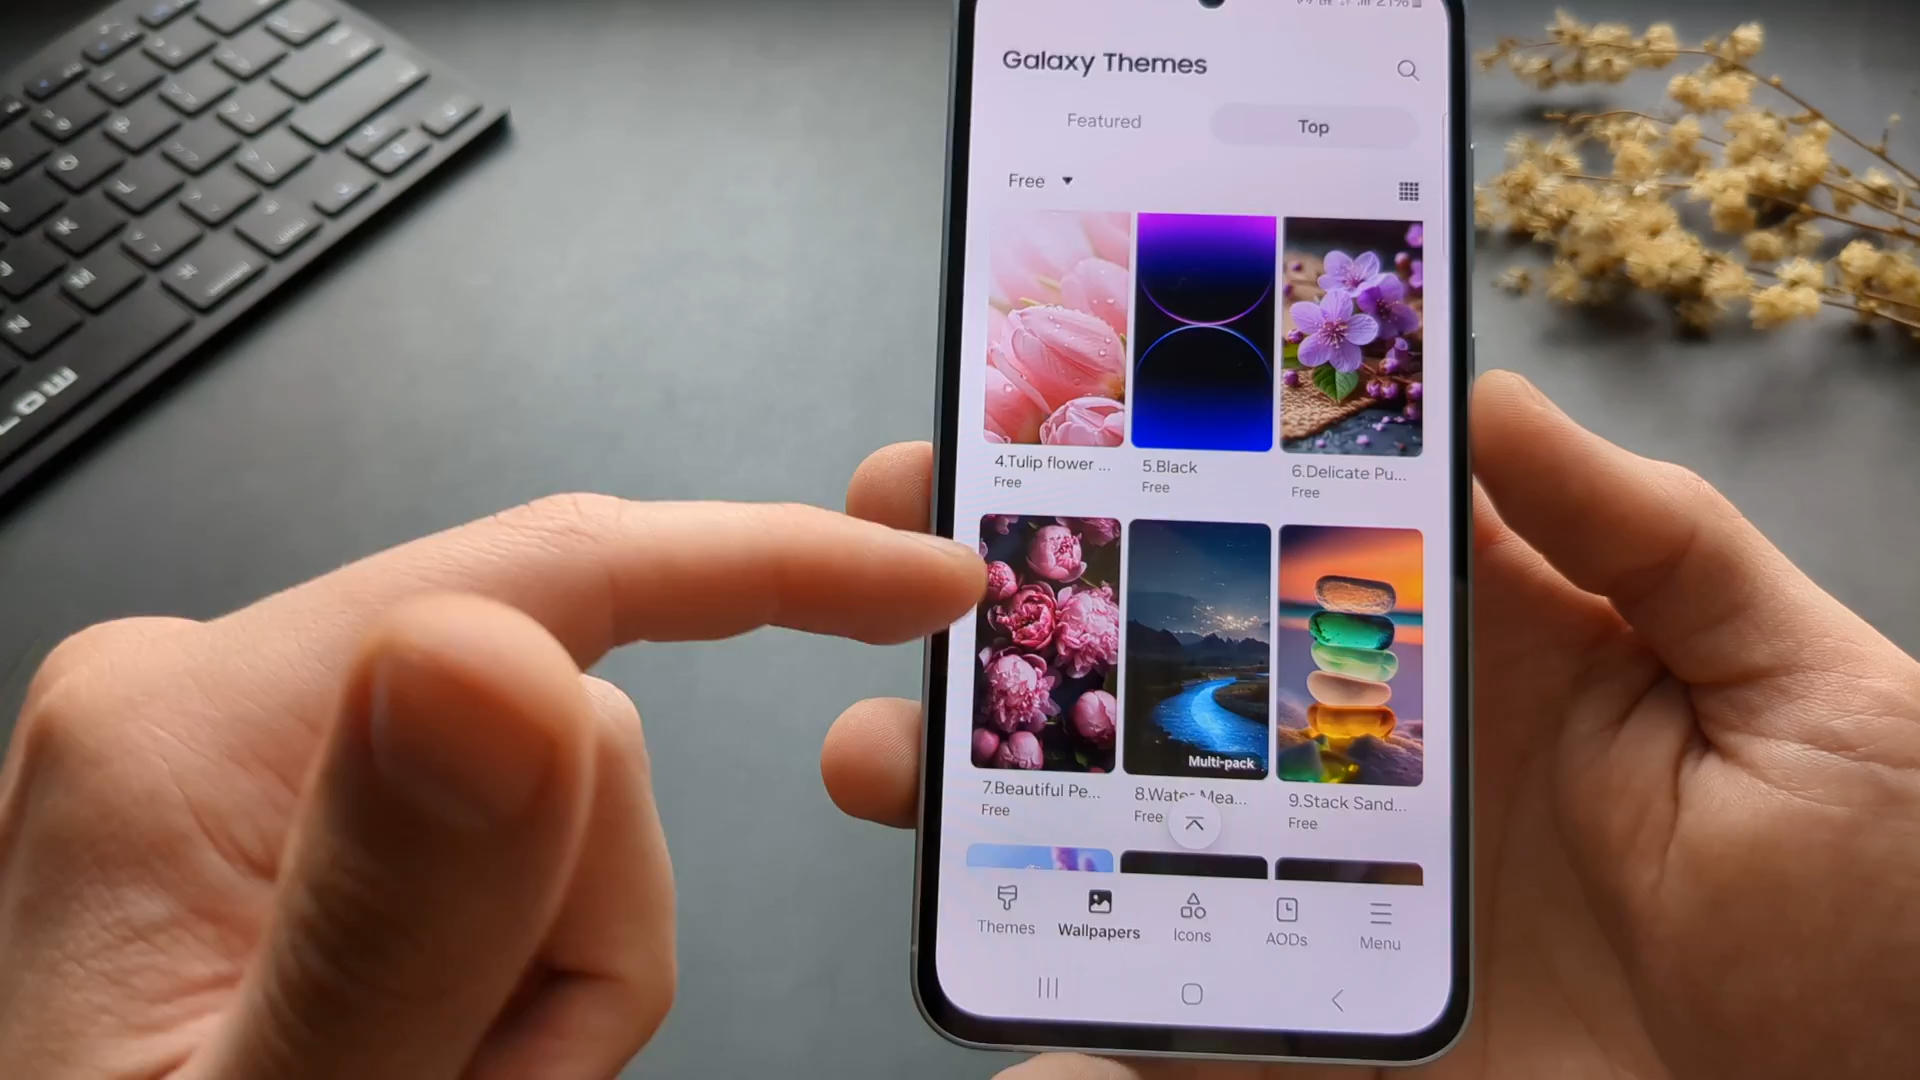 21%
Galaxy Themes
Featured
Top
Free
4.Tulip flower ...
Free
5.Black
Free
6.Delicate Pu...
Free
Multi-pack
7.Beautiful Pe...
Free
8.Water Mea...
Free
9.Stack Sand...
Free
Themes
Wallpapers
Icons
AODs
Menu